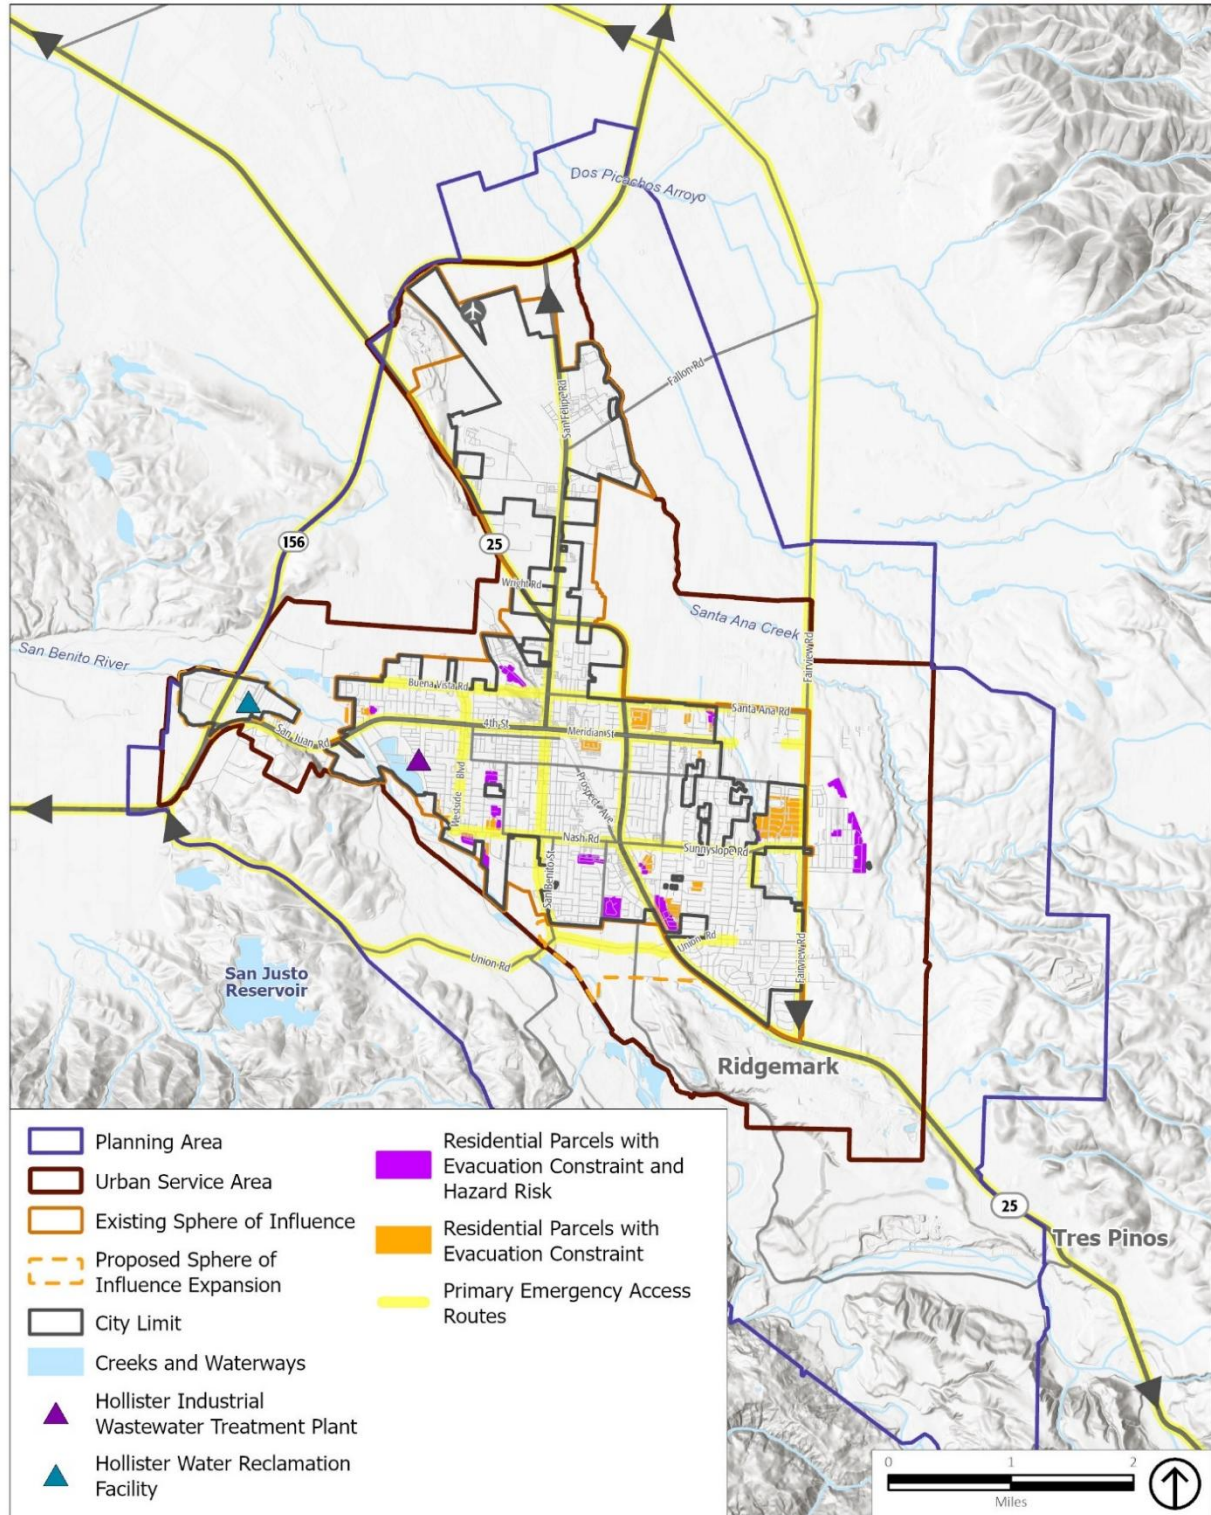 Dos Picachos Arroyo
Fallon Rd
San Felipe Rd
156
25
Wright Rd
Santa Ana Creek
Fairview Rd
San Benito River
Buena Vista Rd
Santa Ana Rd
4th St
Meridian St
San Juan Rd
Westside Blvd
Prospect Ave
Nash Rd
Sunnyslope Rd
San Benito St
Union Rd
Union Rd
Fairview Rd
San Justo
Reservoir
Ridgemark
25
Tres Pinos
Planning Area
Urban Service Area
Existing Sphere of Influence
Proposed Sphere of
Influence Expansion
City Limit
Creeks and Waterways
Hollister Industrial
Wastewater Treatment Plant
Hollister Water Reclamation
Facility
Residential Parcels with
Evacuation Constraint and
Hazard Risk
Residential Parcels with
Evacuation Constraint
Primary Emergency Access
Routes
0 1 2
Miles